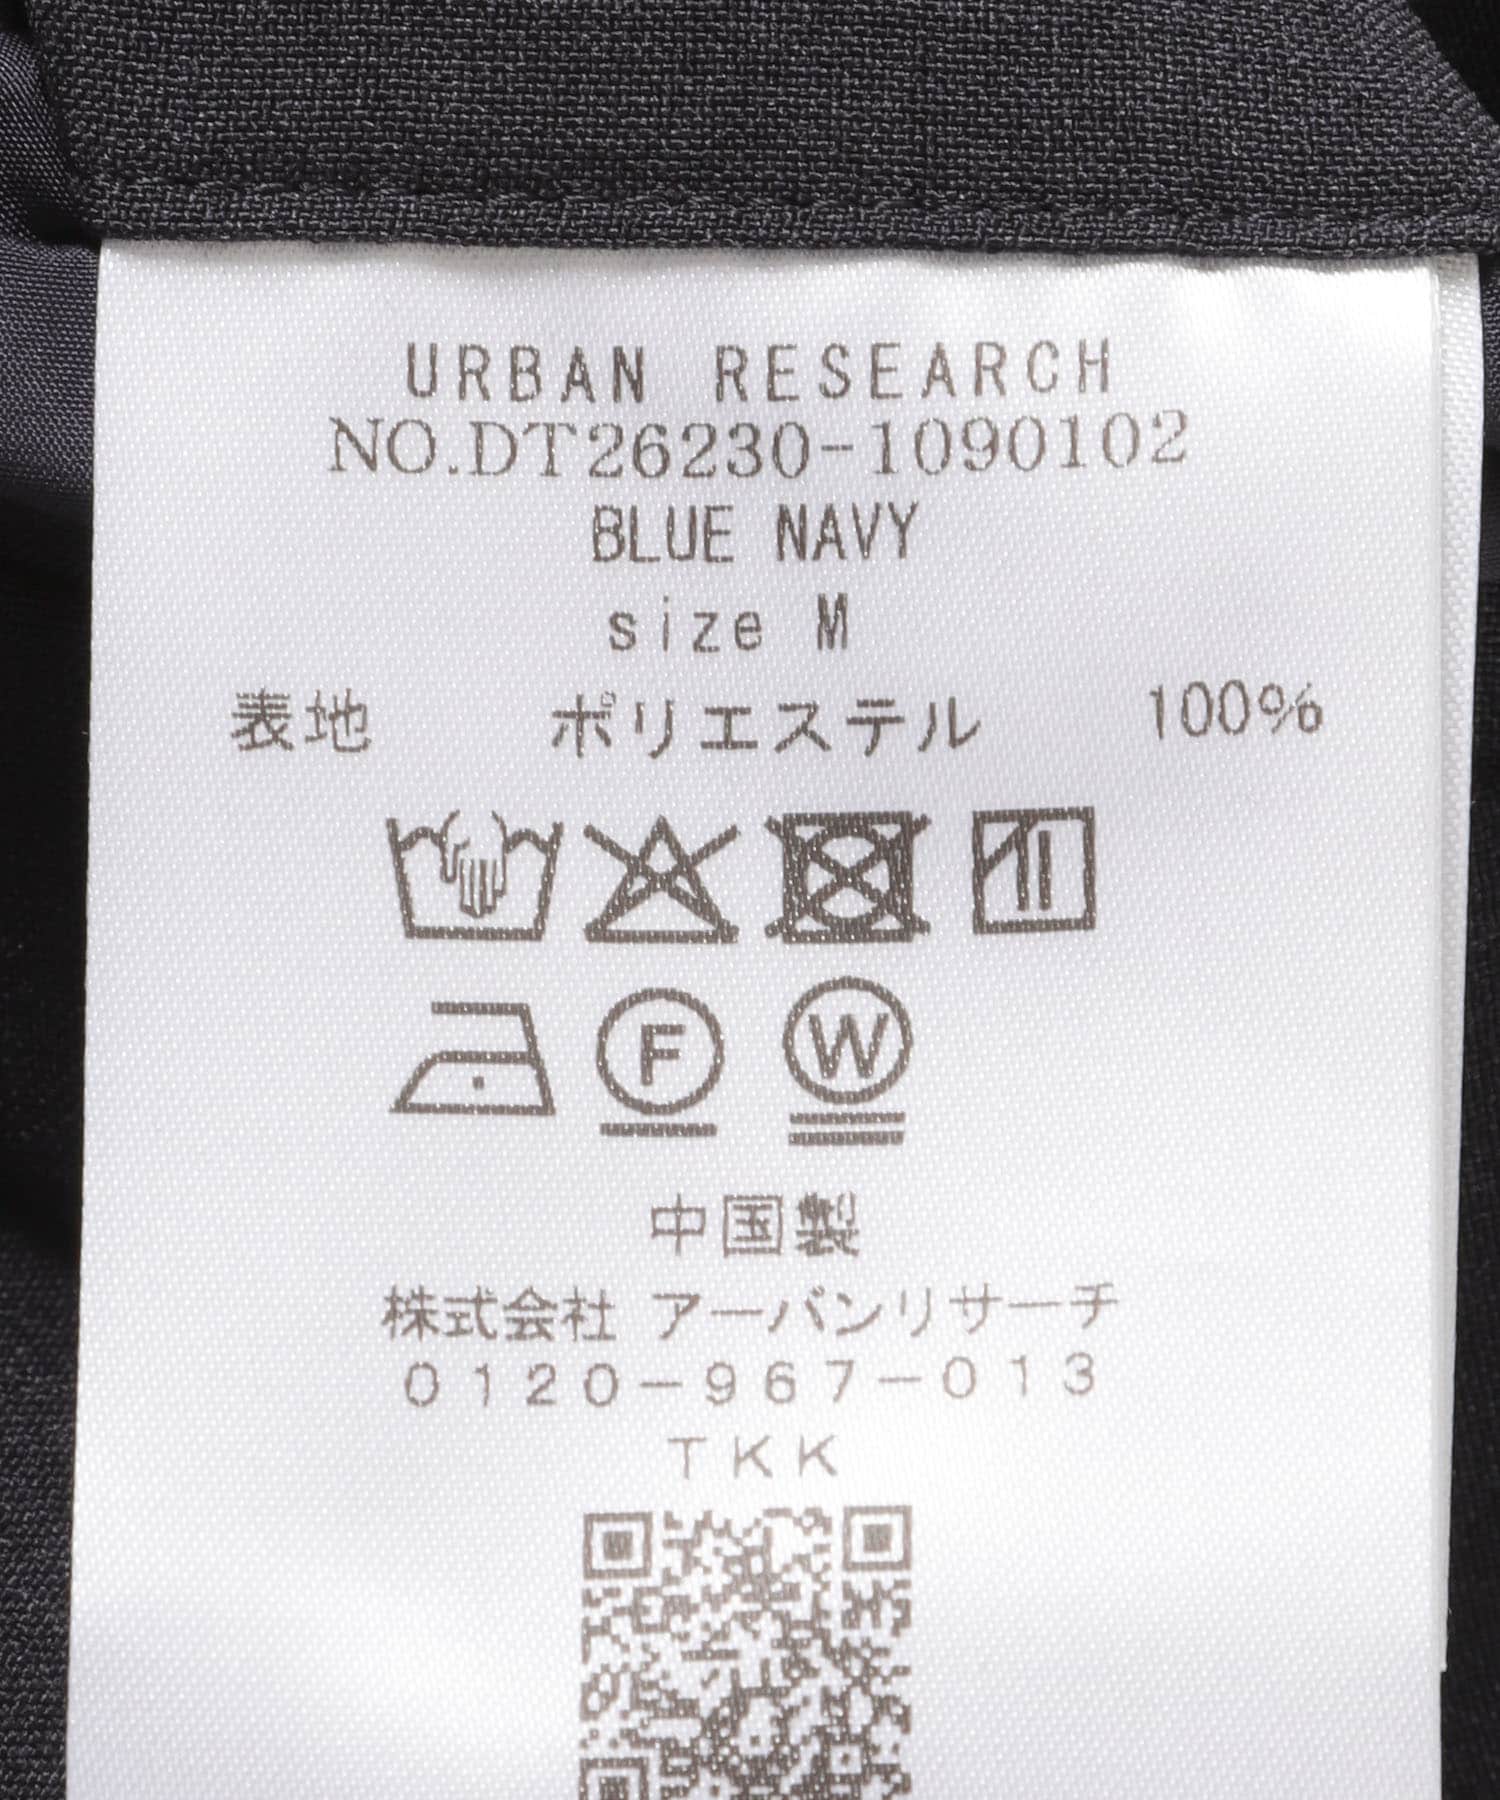 URBAN RESEARCH
NO.DT26230-1090102
BLUE NAVY
size M
表地 ポリエステル 100%
F W
中国製
株式会社 アーバンリサーチ
0120-967-013
TKK